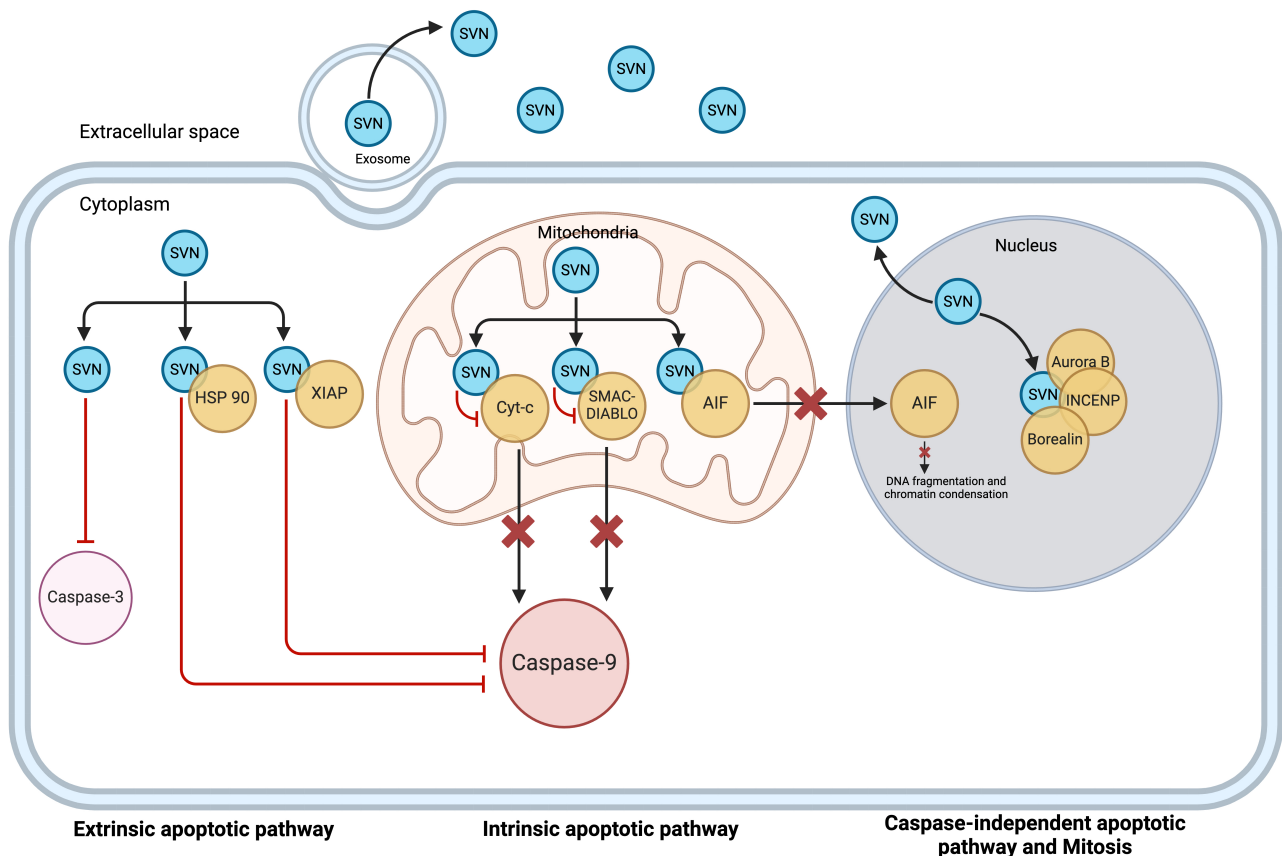 SVN
SVN
SVN
SVN
SVN
Exosome
Extracellular space
Cytoplasm
SVN
SVN
SVN
HSP 90
SVN
XIAP
Caspase-3
Mitochondria
SVN
SVN
Cyt-c
SVN
SMAC-
DIABLO
SVN
AIF
Caspase-9
SVN
Nucleus
SVN
AIF
DNA fragmentation and
chromatin condensation
Aurora B
SVN
INCENP
Borealin
Extrinsic apoptotic pathway
Intrinsic apoptotic pathway
Caspase-independent apoptotic
pathway and Mitosis